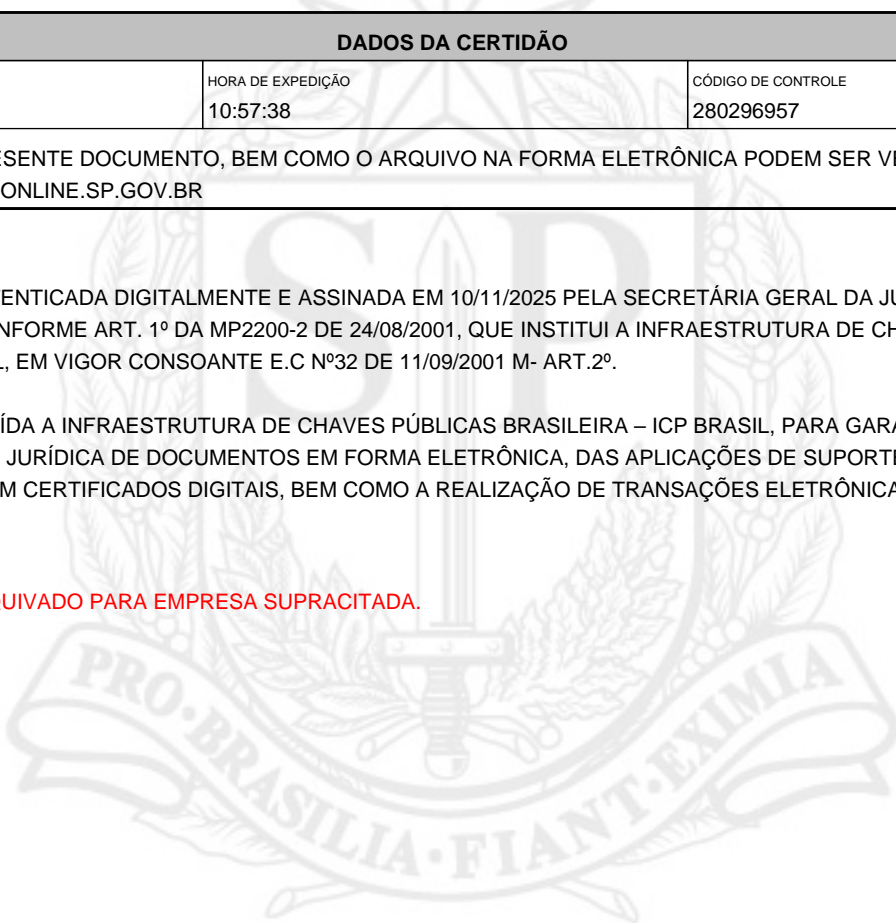 DADOS DA CERTIDÃO
HORA DE EXPEDIÇÃO
CÓDIGO DE CONTROLE
10:57:38
280296957
ESENTE DOCUMENTO, BEM COMO O ARQUIVO NA FORMA ELETRÔNICA PODEM SER VE
ONLINE.SP.GOV.BR
ENTICADA DIGITALMENTE E ASSINADA EM 10/11/2025 PELA SECRETÁRIA GERAL DA JU
NFORME ART. 1º DA MP2200-2 DE 24/08/2001, QUE INSTITUI A INFRAESTRUTURA DE CH
L, EM VIGOR CONSOANTE E.C Nº32 DE 11/09/2001 M- ART.2º.
ÍDA A INFRAESTRUTURA DE CHAVES PÚBLICAS BRASILEIRA – ICP BRASIL, PARA GARA
JURÍDICA DE DOCUMENTOS EM FORMA ELETRÔNICA, DAS APLICAÇÕES DE SUPORTE
M CERTIFICADOS DIGITAIS, BEM COMO A REALIZAÇÃO DE TRANSAÇÕES ELETRÔNICA
QUIVADO PARA EMPRESA SUPRACITADA.
SP
PRO·BRASILIA·FIANT·EXIMIA